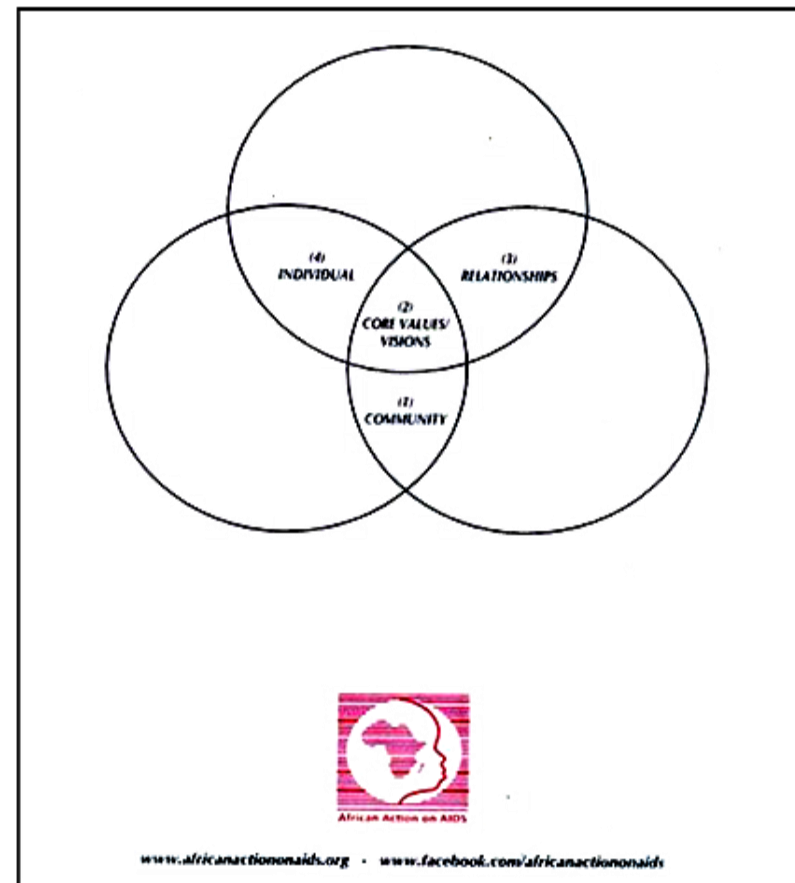 (4)
INDIVIDUAL
(3)
RELATIONSHIPS
(2)
CORE VALUES/
VISIONS
(1)
COMMUNITY
African Action on AIDS
www.africanactiononaids.org - www.facebook.com/africanactiononaids